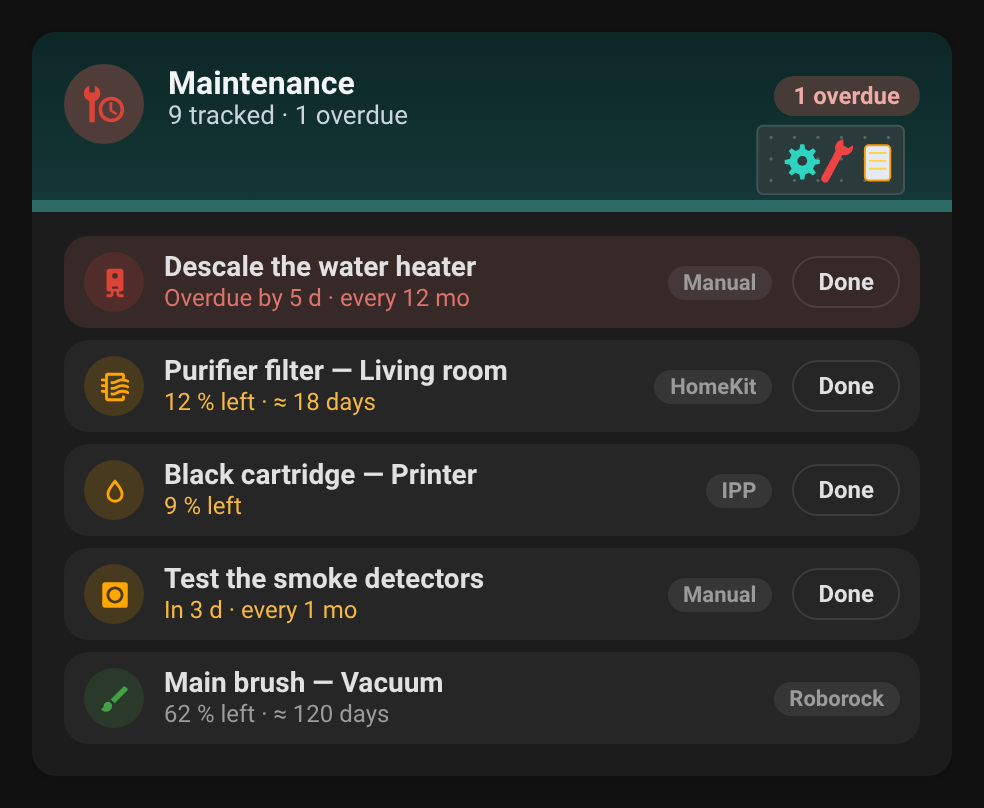 Maintenance
9 tracked · 1 overdue
1 overdue
Descale the water heater
Overdue by 5 d · every 12 mo
Manual
Done
Purifier filter — Living room
12 % left · ≈ 18 days
HomeKit
Done
Black cartridge — Printer
9 % left
IPP
Done
Test the smoke detectors
In 3 d · every 1 mo
Manual
Done
Main brush — Vacuum
62 % left · ≈ 120 days
Roborock